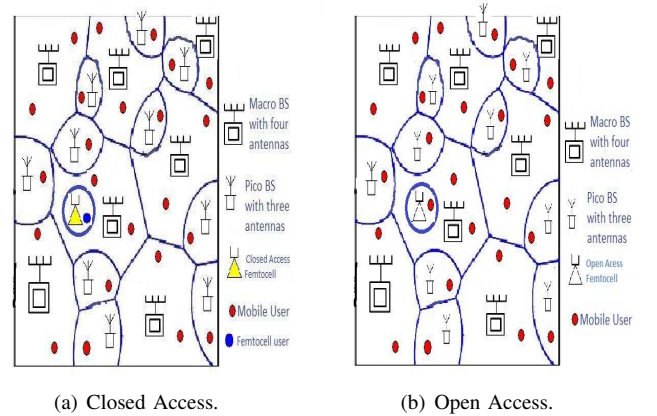 Macro BS
with four
antennas
Pico BS
with three
antennas
Closed Access
Femtocell
Mobile User
Femtocell user
(a) Closed Access.
Macro BS
with four
antennas
Pico BS
with three
antennas
Open Acess
Femtocell
Mobile User
(b) Open Access.